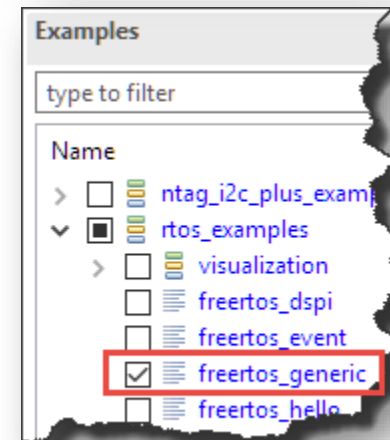 Examples
type to filter
Name
ntag_i2c_plus_examp
rtos_examples
visualization
freertos_dspi
freertos_event
freertos_generic
freertos_hello